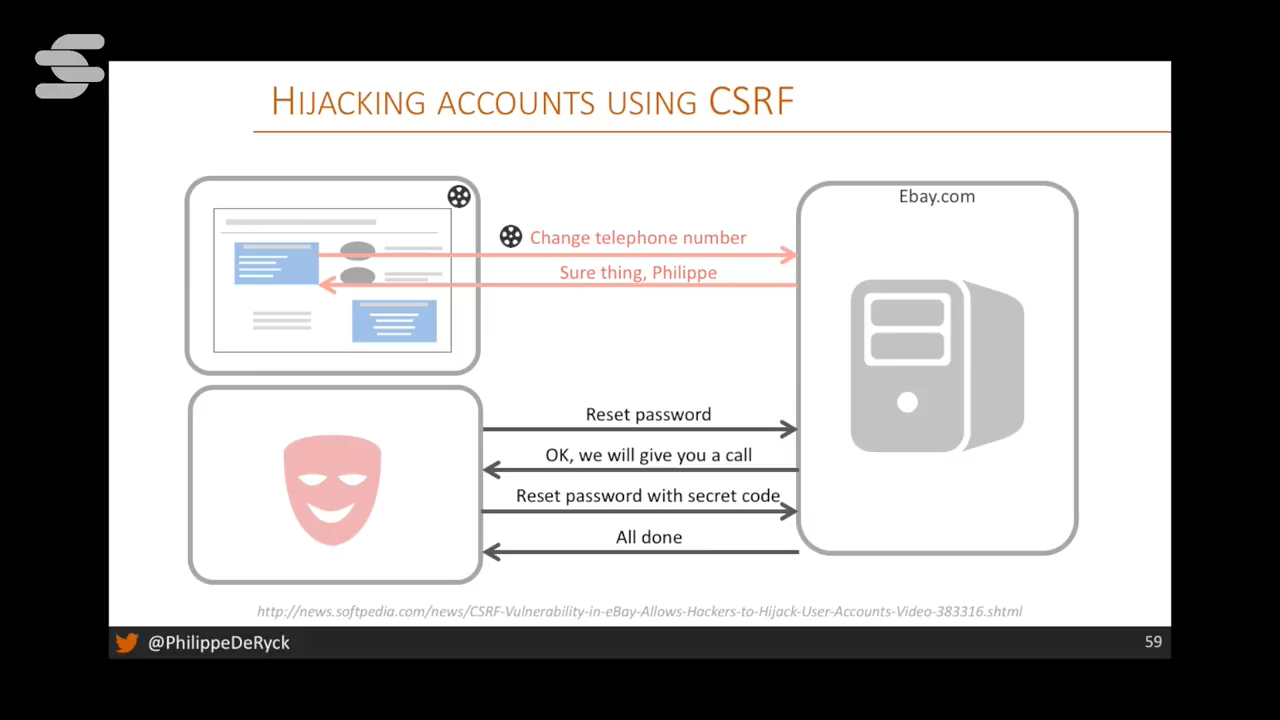 HIJACKING ACCOUNTS USING CSRF
Ebay.com
Change telephone number
Sure thing, Philippe
Reset password
OK, we will give you a call
Reset password with secret code
All done
http://news.softpedia.com/news/CSRF-Vulnerability-in-eBay-Allows-Hackers-to-Hijack-User-Accounts-Video-383316.shtml
@PhilippeDeRyck
59